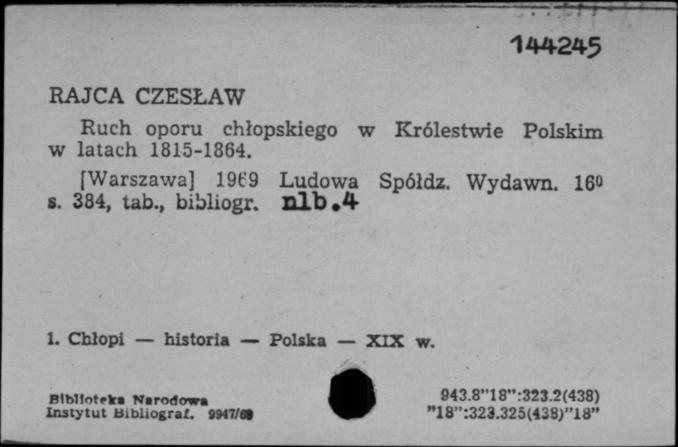 144245
RAJCA CZESŁAW
Ruch oporu chłopskiego w Królestwie Polskim
w latach 1815-1864.
[Warszawa] 1969 Ludowa Spółdz. Wydawn. 16⁰
s. 384, tab., bibliogr. nlb.4
1. Chłopi — historia — Polska — XIX w.
Biblioteka Narodowa
Instytut Bibliograf. 9947/69
943.8”18”:323.2(438)
”18”:323.325(438)”18”